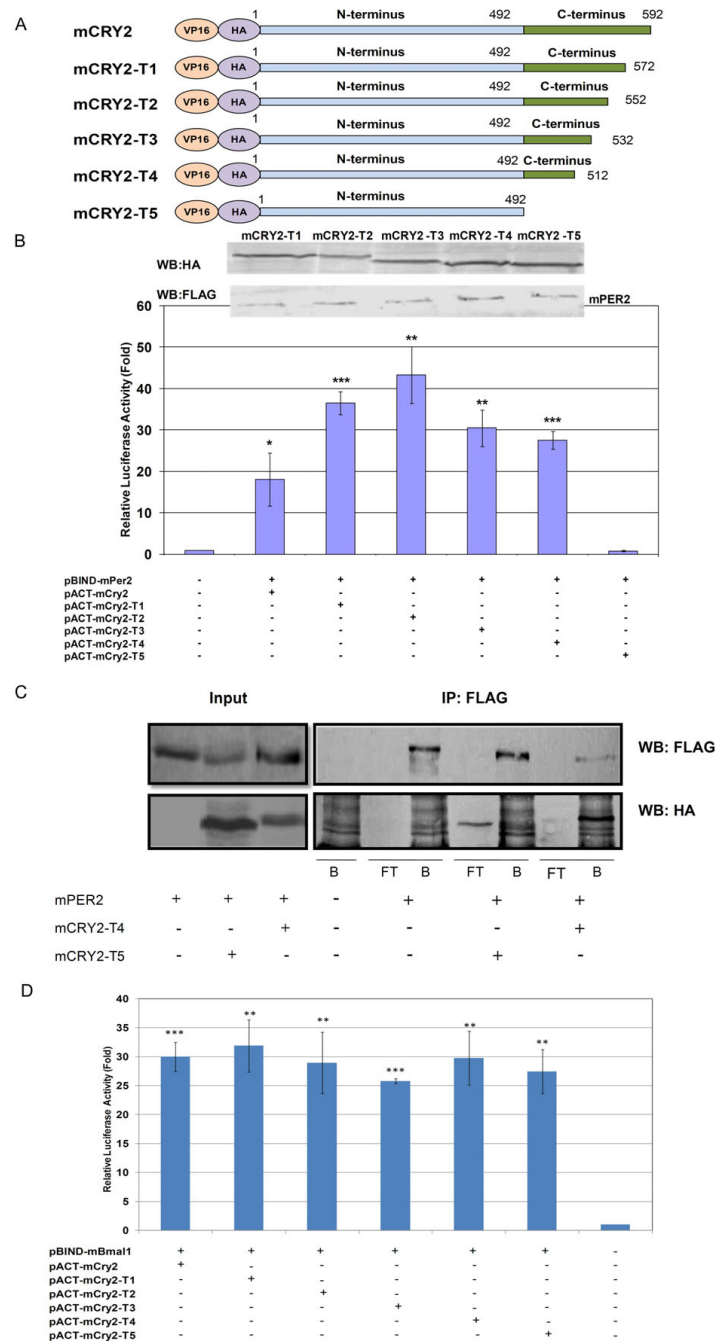 A
mCRY2 VP16 HA 1 N-terminus 492 C-terminus 592
mCRY2-T1 VP16 HA 1 N-terminus 492 C-terminus 572
mCRY2-T2 VP16 HA 1 N-terminus 492 C-terminus 552
mCRY2-T3 VP16 HA 1 N-terminus 492 C-terminus 532
mCRY2-T4 VP16 HA 1 N-terminus 492 C-terminus 512
mCRY2-T5 VP16 HA 1 N-terminus 492
B
mCRY2-T1 mCRY2-T2 mCRY2 -T3 mCRY2 -T4 mCRY2 -T5
WB:HA
WB:FLAG mPER2
Relative Luciferase Activity (Fold)
60
50
40
30
20
10
0
* *** ** ** ***
pBIND-mPer2 - + + + + + +
pACT-mCry2 - + - - - - -
pACT-mCry2-T1 - - + - - - -
pACT-mCry2-T2 - - - + - - -
pACT-mCry2-T3 - - - - + - -
pACT-mCry2-T4 - - - - - + -
pACT-mCry2-T5 - - - - - - +
C
Input IP: FLAG
WB: FLAG
WB: HA
B FT B FT B FT B
mPER2 + + + - + + +
mCRY2-T4 - - + - - - +
mCRY2-T5 - + - - - + -
D
Relative Luciferase Activity (Fold)
40
35
30
25
20
15
10
5
0
*** ** ** *** ** **
pBIND-mBmal1 + + + + + + -
pACT-mCry2 + - - - - - -
pACT-mCry2-T1 - + - - - - -
pACT-mCry2-T2 - - + - - - -
pACT-mCry2-T3 - - - + - - -
pACT-mCry2-T4 - - - - + - -
pACT-mCry2-T5 - - - - - + -